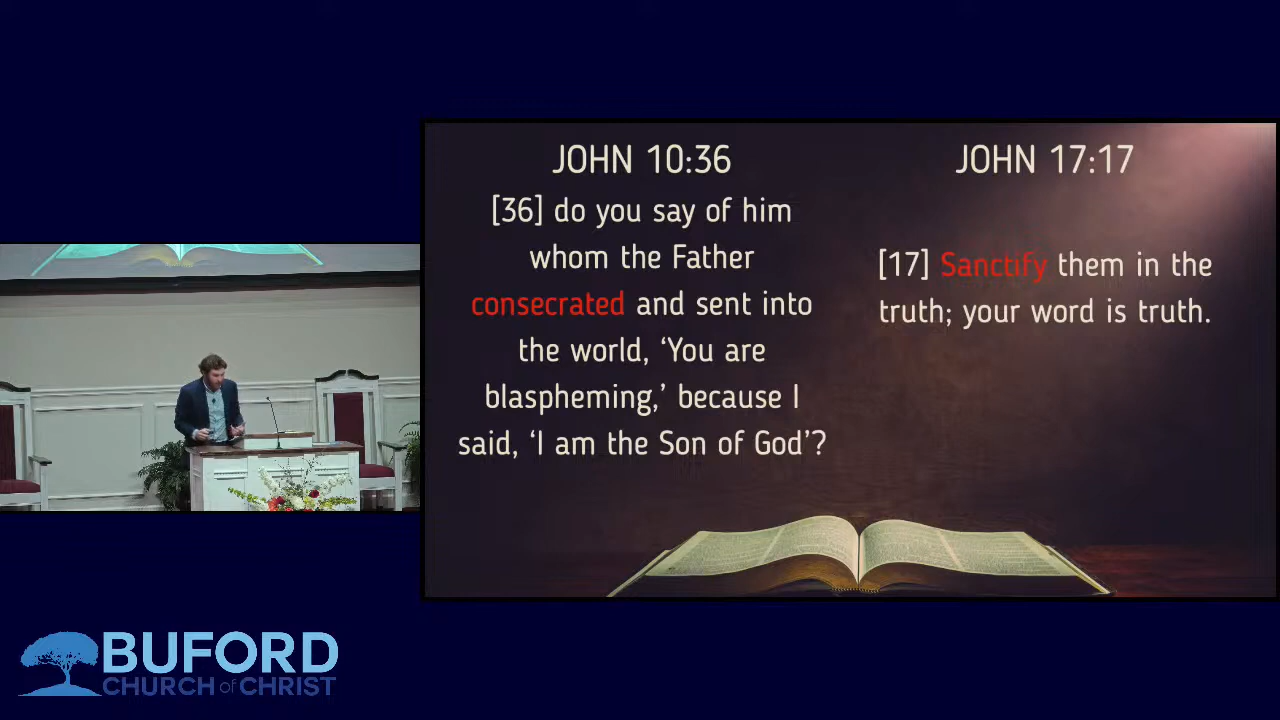 JOHN 10:36
[36] do you say of him
whom the Father
consecrated and sent into
the world, ‘You are
blaspheming,’ because I
said, ‘I am the Son of God’?
JOHN 17:17
[17] Sanctify them in the
truth; your word is truth.
BUFORD
CHURCH of CHRIST